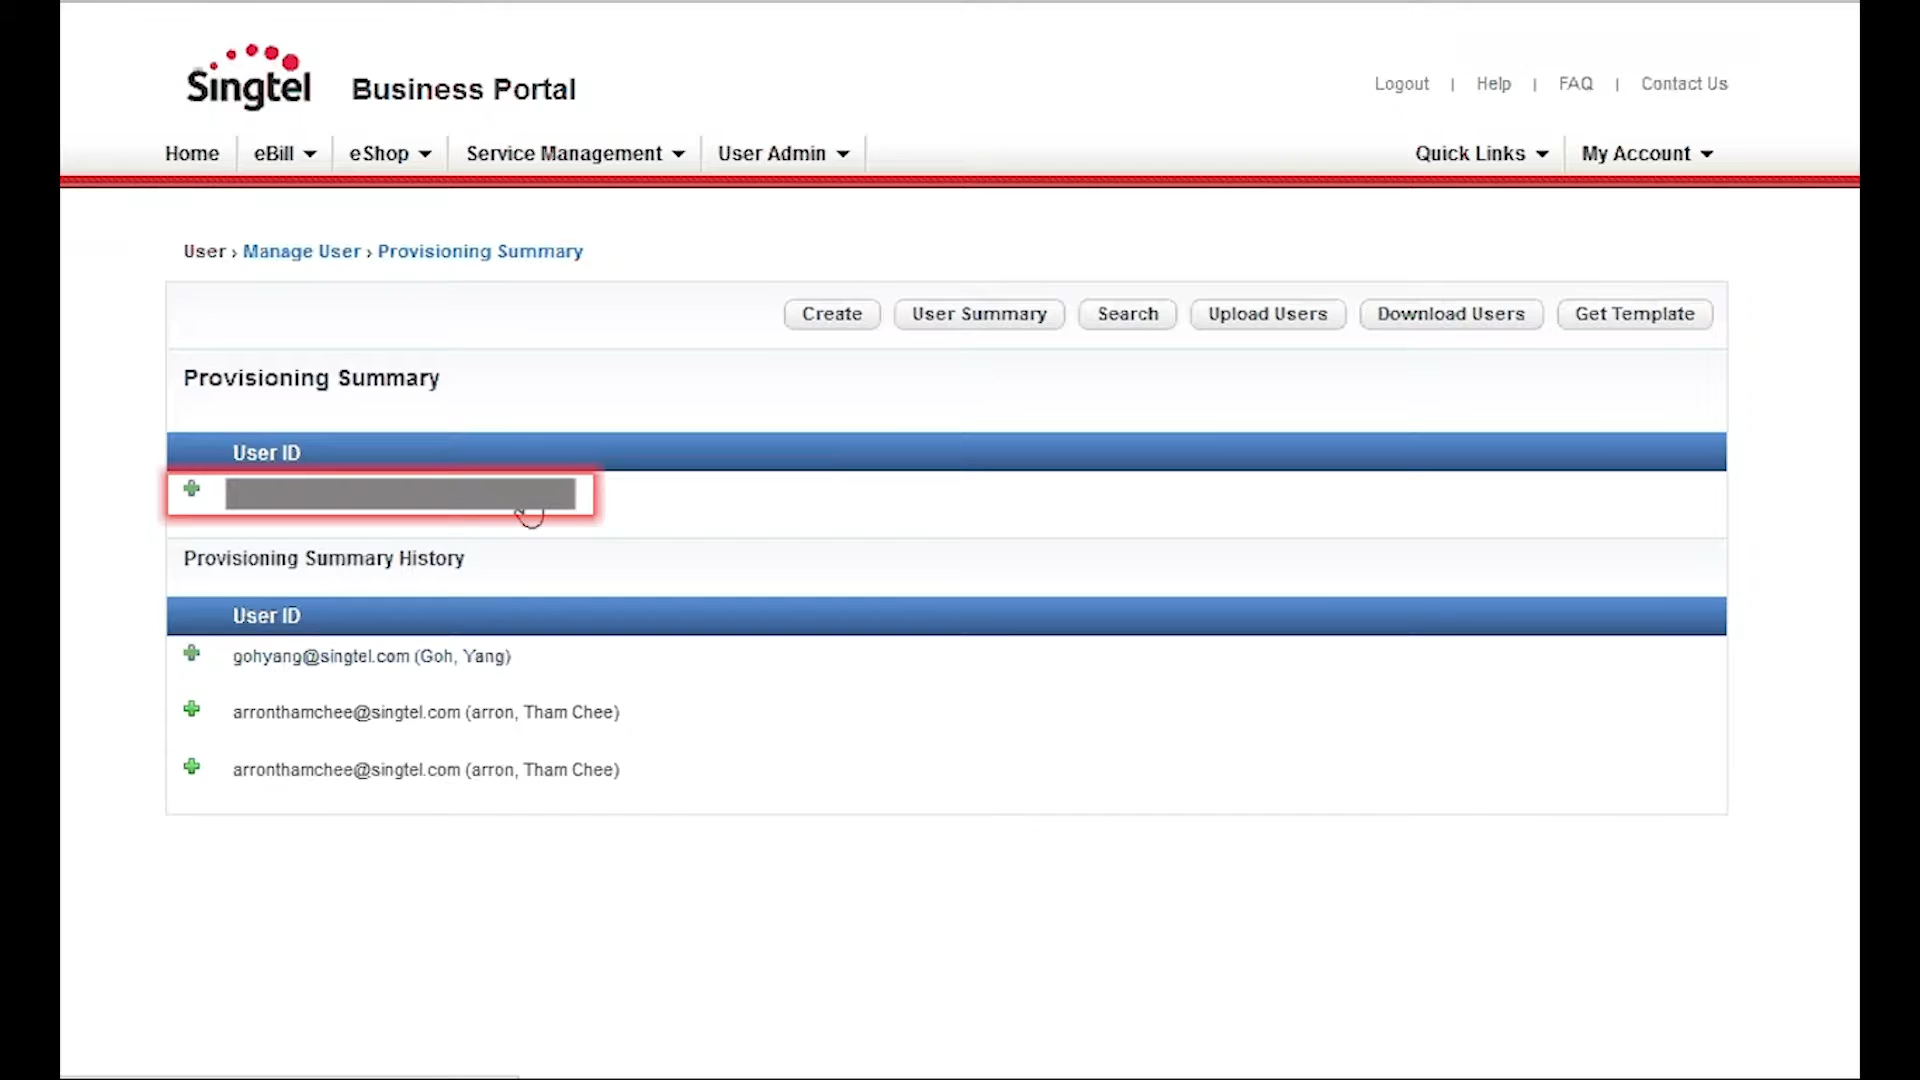 Singtel Business Portal
Logout | Help | FAQ | Contact Us
Home eBill eShop Service Management User Admin Quick Links My Account
User › Manage User › Provisioning Summary
Create User Summary Search Upload Users Download Users Get Template
Provisioning Summary
User ID
Provisioning Summary History
User ID
gohyang@singtel.com (Goh, Yang)
arronthamchee@singtel.com (arron, Tham Chee)
arronthamchee@singtel.com (arron, Tham Chee)